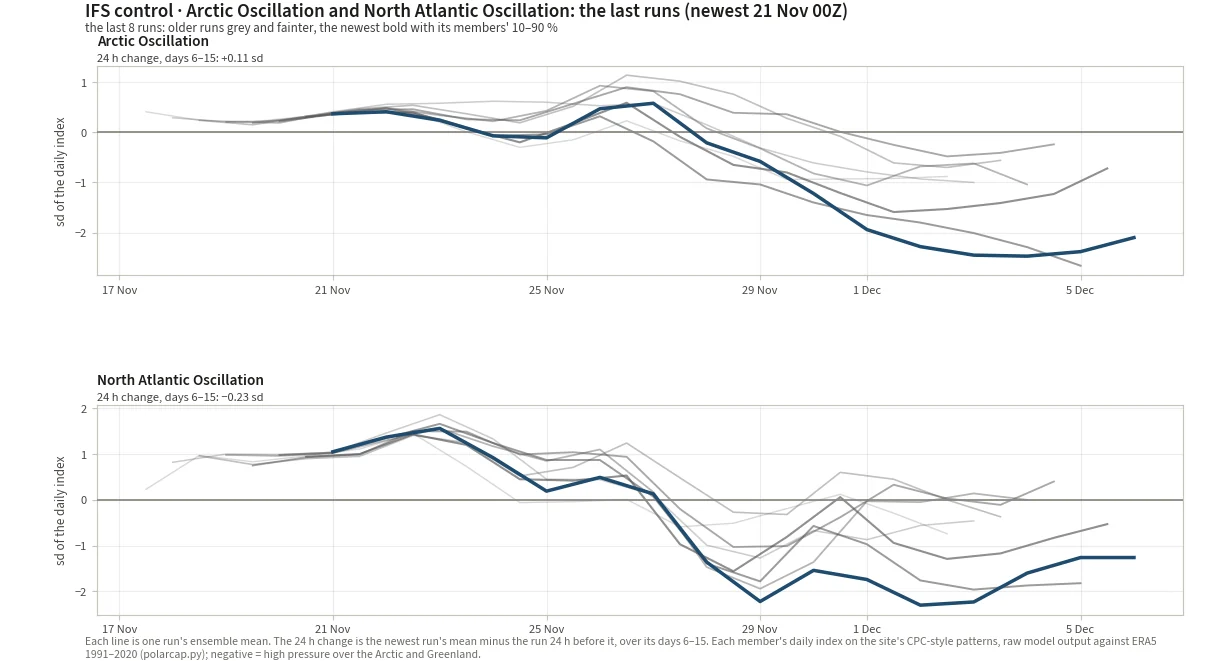 IFS control · Arctic Oscillation and North Atlantic Oscillation: the last runs (newest 21 Nov 00Z)
the last 8 runs: older runs grey and fainter, the newest bold with its members' 10–90 %
Arctic Oscillation
24 h change, days 6–15: +0.11 sd
sd of the daily index
1
0
−1
−2
17 Nov
21 Nov
25 Nov
29 Nov
1 Dec
5 Dec
North Atlantic Oscillation
24 h change, days 6–15: −0.23 sd
sd of the daily index
2
1
0
−1
−2
17 Nov
21 Nov
25 Nov
29 Nov
1 Dec
5 Dec
Each line is one run's ensemble mean. The 24 h change is the newest run's mean minus the run 24 h before it, over its days 6–15. Each member's daily index on the site's CPC-style patterns, raw model output against ERA5
1991–2020 (polarcap.py); negative = high pressure over the Arctic and Greenland.